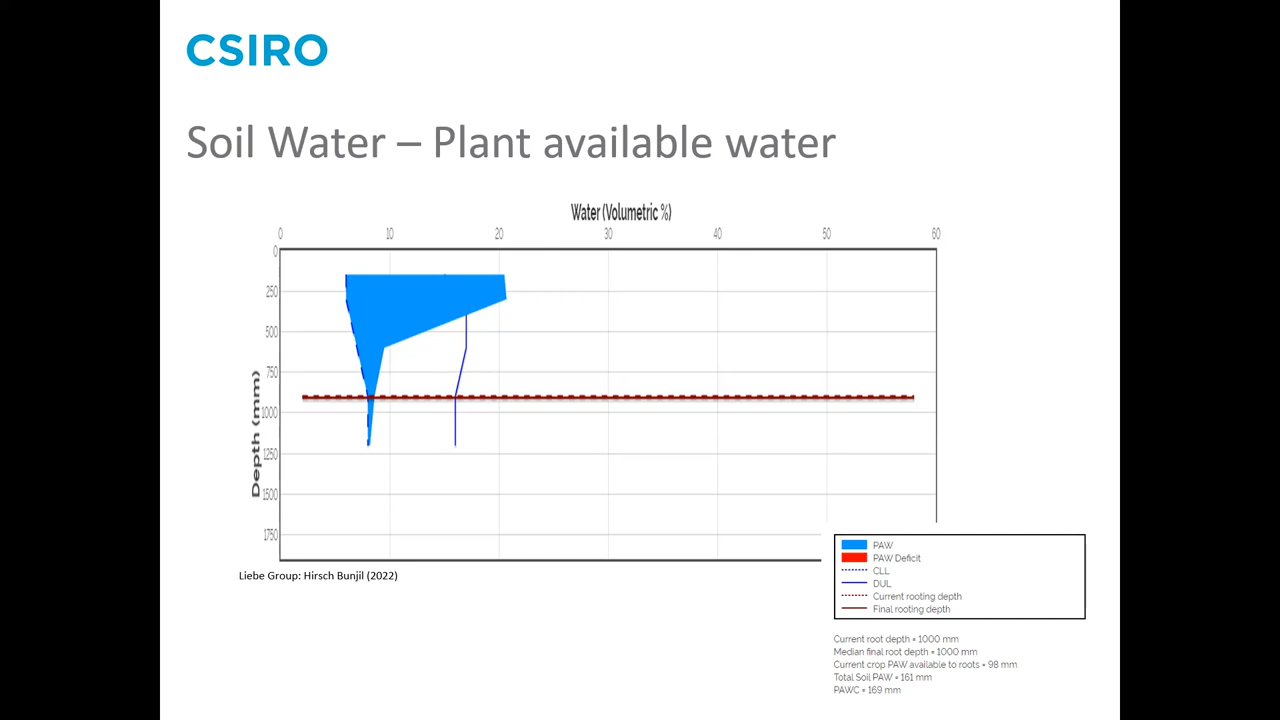 CSIRO
Soil Water – Plant available water
Water (Volumetric %)
0 10 20 30 40 50 60
0
250
500
750
1000
1250
1500
1750
Depth (mm)
Liebe Group: Hirsch Bunjil (2022)
PAW
PAW Deficit
CLL
DUL
Current rooting depth
Final rooting depth
Current root depth = 1000 mm
Median final root depth = 1000 mm
Current crop PAW available to roots = 98 mm
Total Soil PAW = 161 mm
PAWC = 169 mm